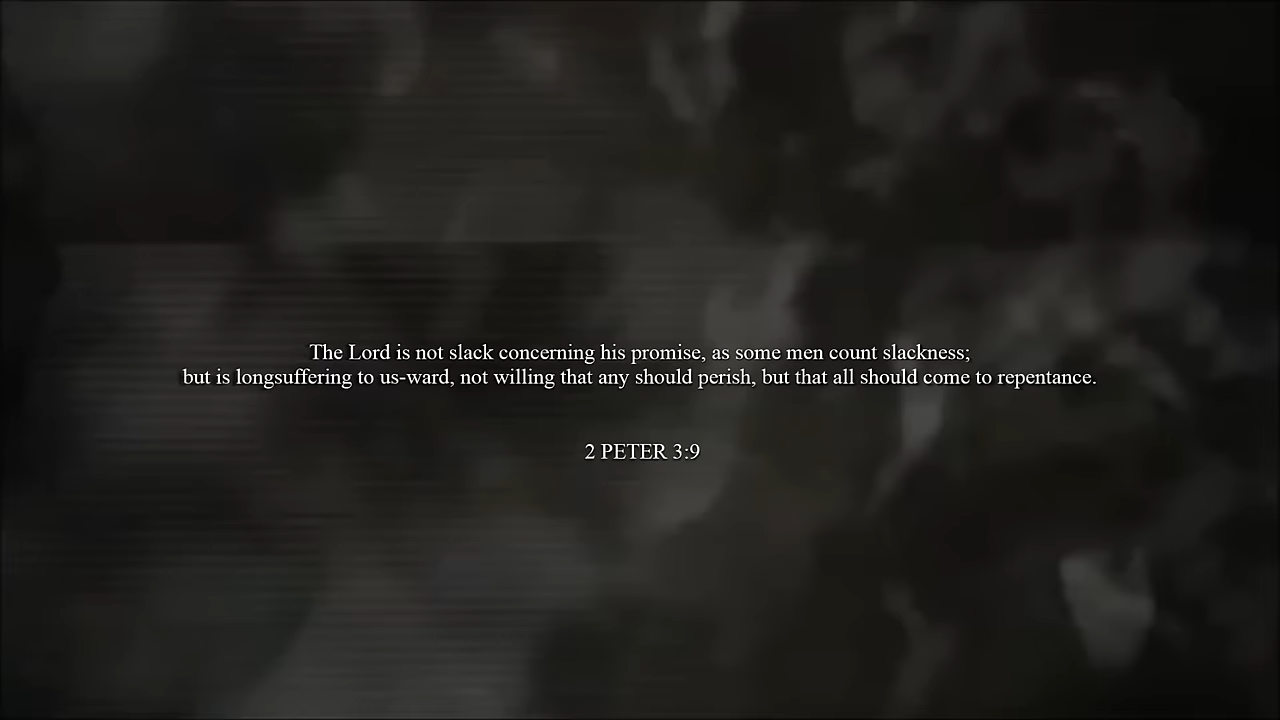 The Lord is not slack concerning his promise, as some men count slackness;
but is longsuffering to us-ward, not willing that any should perish, but that all should come to repentance.
2 PETER 3:9